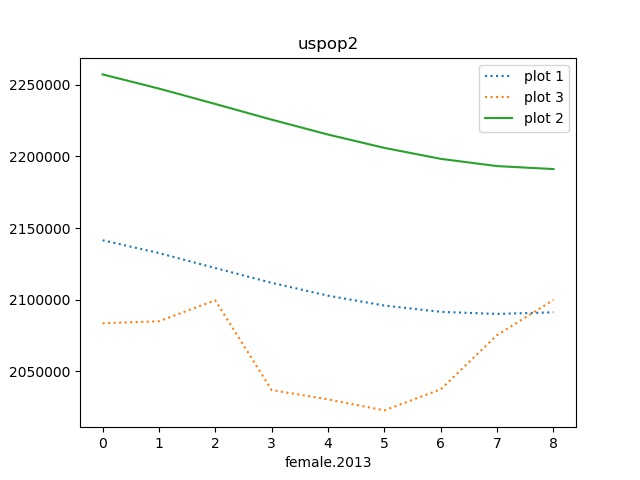 uspop2
2250000
2200000
2150000
2100000
2050000
plot 1
plot 3
plot 2
0 1 2 3 4 5 6 7 8
female.2013